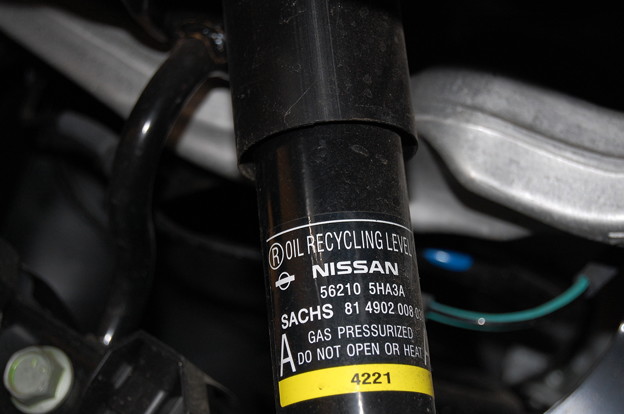 Ⓡ OIL RECYCLING LEVEL
NISSAN
56210 5HA3A
SACHS 81 4902 008
GAS PRESSURIZED
A DO NOT OPEN OR HEAT
4221